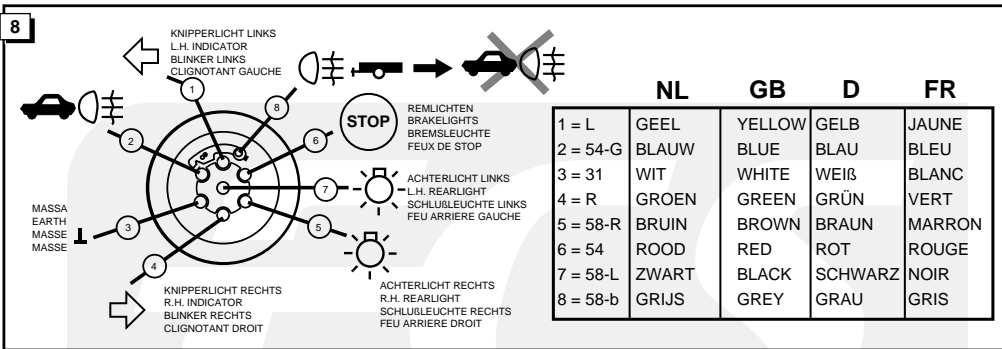 8
KNIPPERLICHT LINKS
L.H. INDICATOR
BLINKER LINKS
CLIGNOTANT GAUCHE
1
8
2
6
7
3
5
4
STOP
REMLICHTEN
BRAKELIGHTS
BREMSLEUCHTE
FEUX DE STOP
ACHTERLICHT LINKS
L.H. REARLIGHT
SCHLUßLEUCHTE LINKS
FEU ARRIERE GAUCHE
MASSA
EARTH
MASSE
MASSE
KNIPPERLICHT RECHTS
R.H. INDICATOR
BLINKER RECHTS
CLIGNOTANT DROIT
ACHTERLICHT RECHTS
R.H. REARLIGHT
SCHLUßLEUCHTE RECHTS
FEU ARRIERE DROIT
NL GB D FR
1 = L GEEL YELLOW GELB JAUNE
2 = 54-G BLAUW BLUE BLAU BLEU
3 = 31 WIT WHITE WEIß BLANC
4 = R GROEN GREEN GRÜN VERT
5 = 58-R BRUIN BROWN BRAUN MARRON
6 = 54 ROOD RED ROT ROUGE
7 = 58-L ZWART BLACK SCHWARZ NOIR
8 = 58-b GRIJS GREY GRAU GRIS